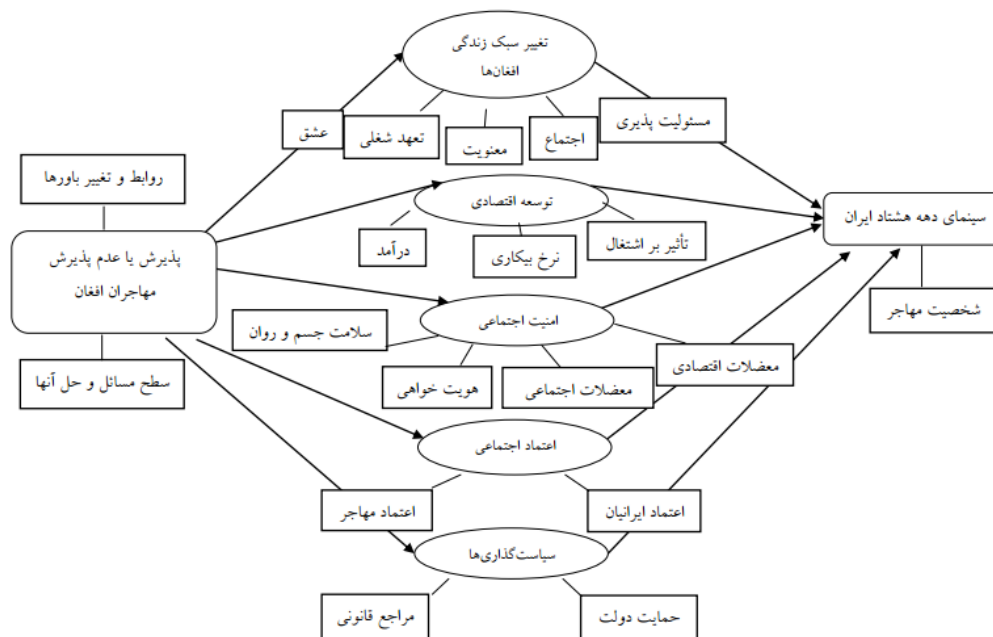 تغییر سبک زندگی
افغان‌ها
عشق
تعهد شغلی
معنویت
اجتماع
مسئولیت پذیری
روابط و تغییر باورها
پذیرش یا عدم پذیرش
مهاجران افغان
سطح مسائل و حل آنها
توسعه اقتصادی
درآمد
نرخ بیکاری
تأثیر بر اشتغال
سینمای دهه هشتاد ایران
شخصیت مهاجر
امنیت اجتماعی
سلامت جسم و روان
هویت خواهی
معضلات اجتماعی
معضلات اقتصادی
اعتماد اجتماعی
اعتماد مهاجر
اعتماد ایرانیان
سیاست‌گذاری‌ها
مراجع قانونی
حمایت دولت